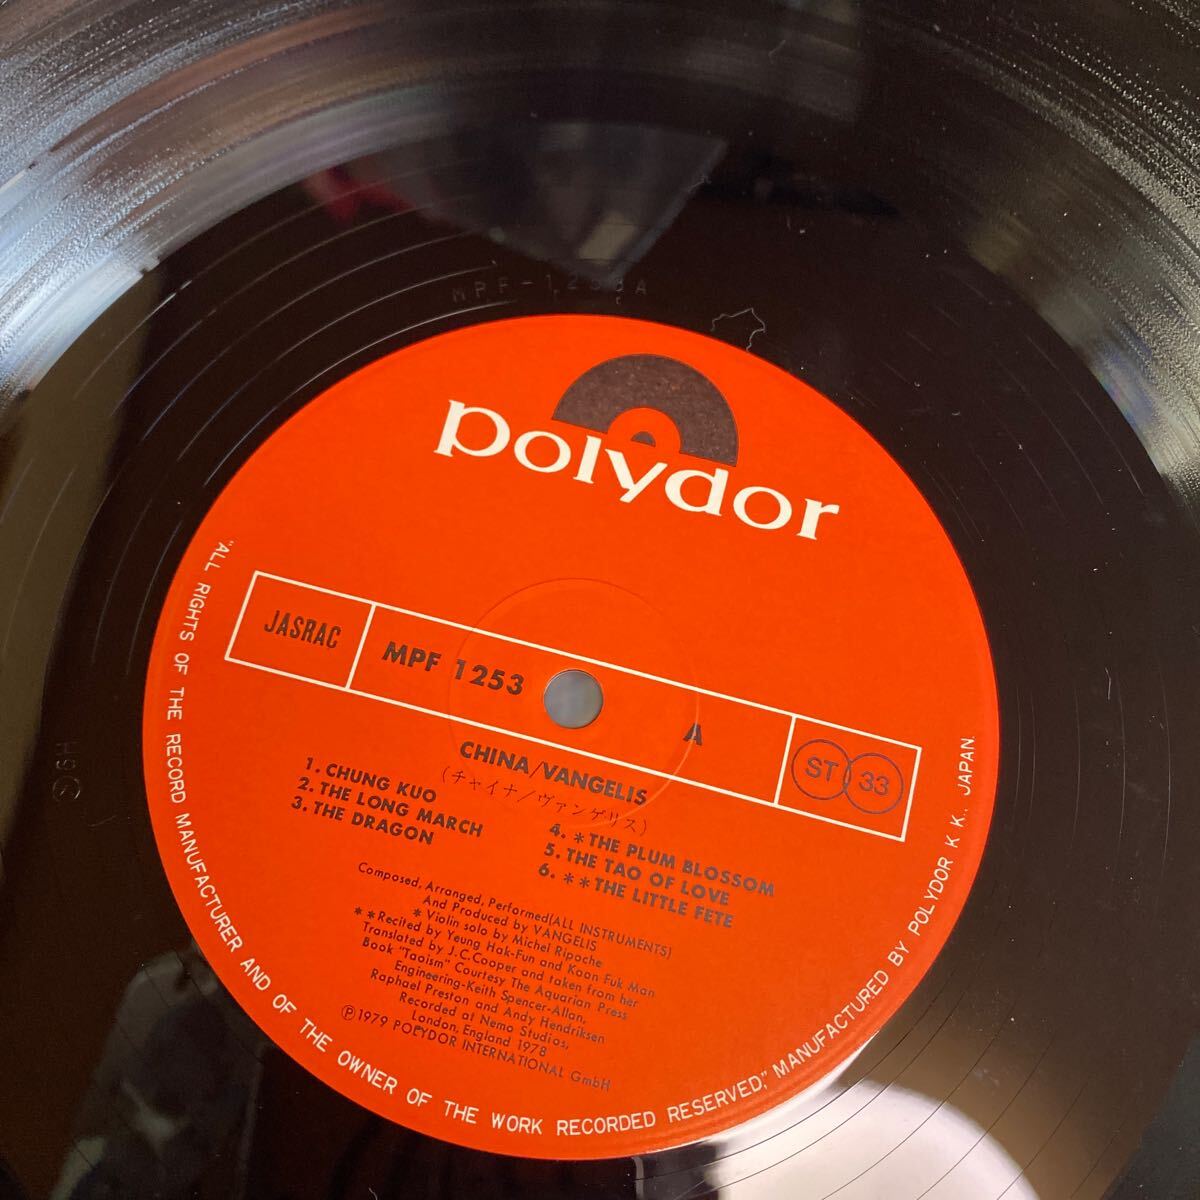 MPF-1253A
polydor
JASRAC
MPF 1253
A
ST 33
CHINA/VANGELIS
(チャイナ/ヴァンゲリス)
1. CHUNG KUO
2. THE LONG MARCH
3. THE DRAGON
4. *THE PLUM BLOSSOM
5. THE TAO OF LOVE
6. **THE LITTLE FETE
Composed, Arranged, Performed(ALL INSTRUMENTS)
And Produced by VANGELIS
* Violin solo by Michel Ripoche
**Recited by Yeung Hak-Fun and Koon Fuk Man
Translated by J.C.Cooper and taken from her
Book "Taoism" Courtesy The Aquarian Press
Engineering-Keith Spencer-Allan,
Raphael Preston and Andy Hendriksen
Recorded at Nemo Studios,
London, England 1978
Ⓟ1979 POLYDOR INTERNATIONAL GmbH
"ALL RIGHTS OF THE RECORD MANUFACTURER AND OF THE OWNER OF THE WORK RECORDED RESERVED," MANUFACTURED BY POLYDOR K K., JAPAN.
H9